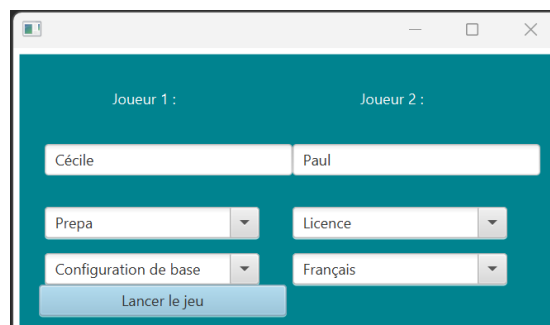 Joueur 1 : Joueur 2 :
Cécile Paul
Prepa Licence
Configuration de base Français
Lancer le jeu